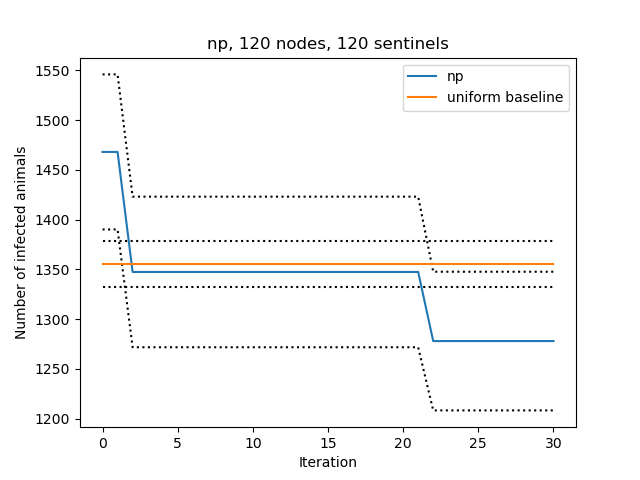 np, 120 nodes, 120 sentinels
np
uniform baseline
Number of infected animals
1550
1500
1450
1400
1350
1300
1250
1200
0 5 10 15 20 25 30
Iteration